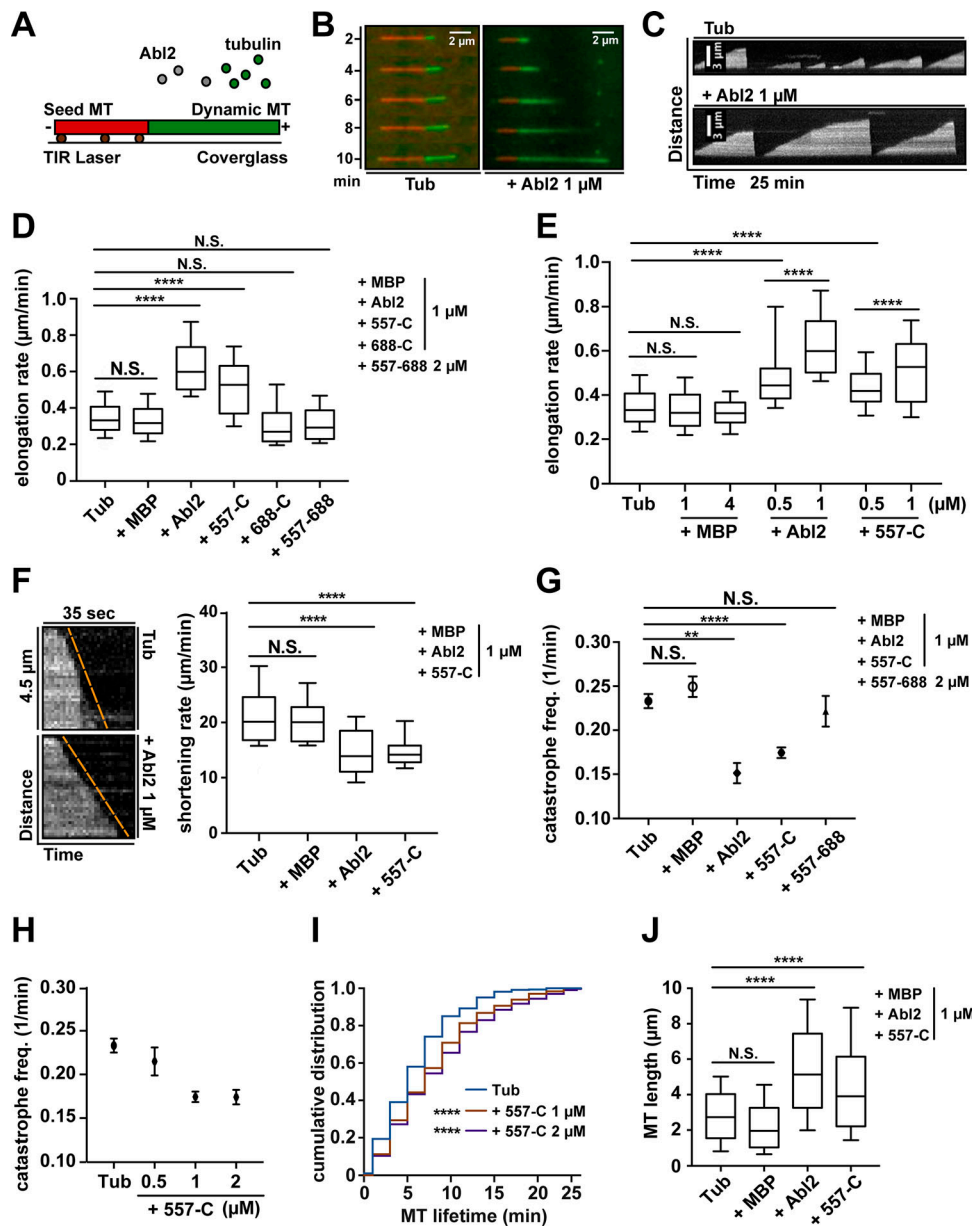 A
Abl2
tubulin
Seed MT
Dynamic MT
-
+
TIR Laser
Coverglass
B
2
4
6
8
10
min
2 µm
2 µm
Tub
+ Abl2 1 µM
C
Tub
3 µm
+ Abl2 1 µM
3 µm
Distance
Time 25 min
D
N.S.
N.S.
****
****
N.S.
elongation rate (µm/min)
1.0
0.8
0.6
0.4
0.2
0
Tub
+ MBP
+ Abl2
+ 557-C
+ 688-C
+ 557-688
+ MBP
+ Abl2
+ 557-C
+ 688-C
1 µM
+ 557-688 2 µM
E
****
****
****
****
N.S.
N.S.
elongation rate (µm/min)
1.0
0.8
0.6
0.4
0.2
0
Tub
1
4
0.5
1
0.5
1
(µM)
+ MBP
+ Abl2
+ 557-C
F
35 sec
4.5 µm
Tub
+ Abl2 1 µM
Distance
Time
****
****
N.S.
shortening rate (µm/min)
40
30
20
10
0
Tub
+ MBP
+ Abl2
+ 557-C
+ MBP
+ Abl2
+ 557-C
1 µM
G
N.S.
****
**
N.S.
catastrophe freq. (1/min)
0.30
0.25
0.20
0.15
0.10
Tub
+ MBP
+ Abl2
+ 557-C
+ 557-688
+ MBP
+ Abl2
+ 557-C
1 µM
+ 557-688 2 µM
H
catastrophe freq. (1/min)
0.30
0.25
0.20
0.15
0.10
Tub
0.5
1
2
+ 557-C (µM)
I
cumulative distribution
1.0
0.8
0.6
0.4
0.2
0
Tub
**** + 557-C 1 µM
**** + 557-C 2 µM
0
5
10
15
20
25
MT lifetime (min)
J
****
****
N.S.
MT length (µm)
10
8
6
4
2
0
Tub
+ MBP
+ Abl2
+ 557-C
+ MBP
+ Abl2
+ 557-C
1 µM